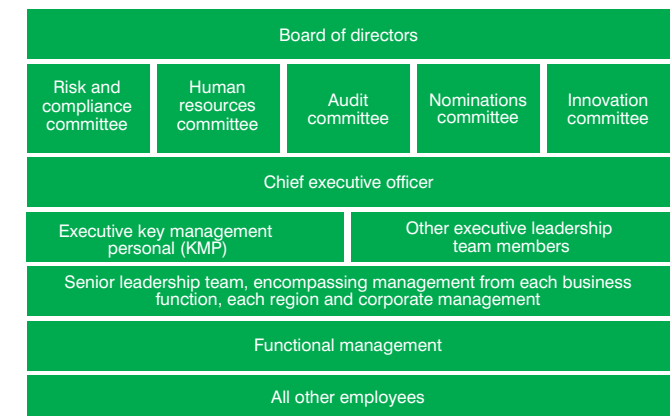 Board of directors
Risk and
compliance
committee
Human
resources
committee
Audit
committee
Nominations
committee
Innovation
committee
Chief executive officer
Executive key management
personal (KMP)
Other executive leadership
team members
Senior leadership team, encompassing management from each business
function, each region and corporate management
Functional management
All other employees